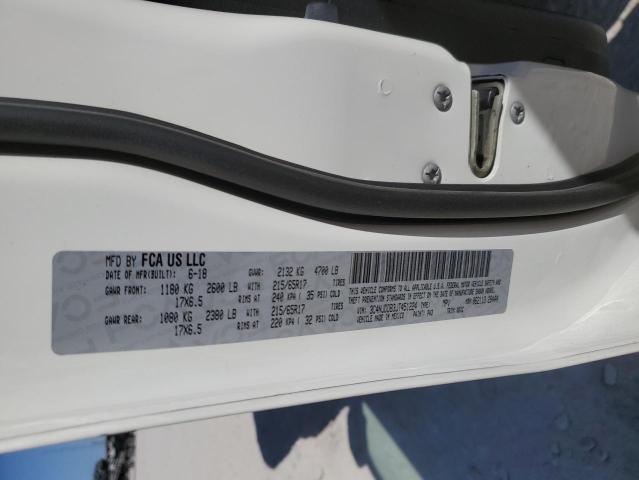 MFD BY FCA US LLC
DATE OF MFR(BUILT): 6-18 GVWR: 2132 KG 4700 LB
GAWR FRONT: 1180 KG 2600 LB WITH 215/65R17
17X6.5 RIMS AT 240 KPA ( 35 PSI) COLD
GAWR REAR: 1080 KG 2380 LB WITH 215/65R17
17X6.5 RIMS AT 220 KPA ( 32 PSI) COLD
THIS VEHICLE CONFORMS TO ALL APPLICABLE
U.S.A. FEDERAL MOTOR VEHICLE SAFETY AND
THEFT PREVENTION STANDARDS IN EFFECT ON
THE DATE OF MANUFACTURE SHOWN ABOVE.
VIN: TYPE: MPV
VEHICLE MADE IN MEXICO PAINT: TRIM: